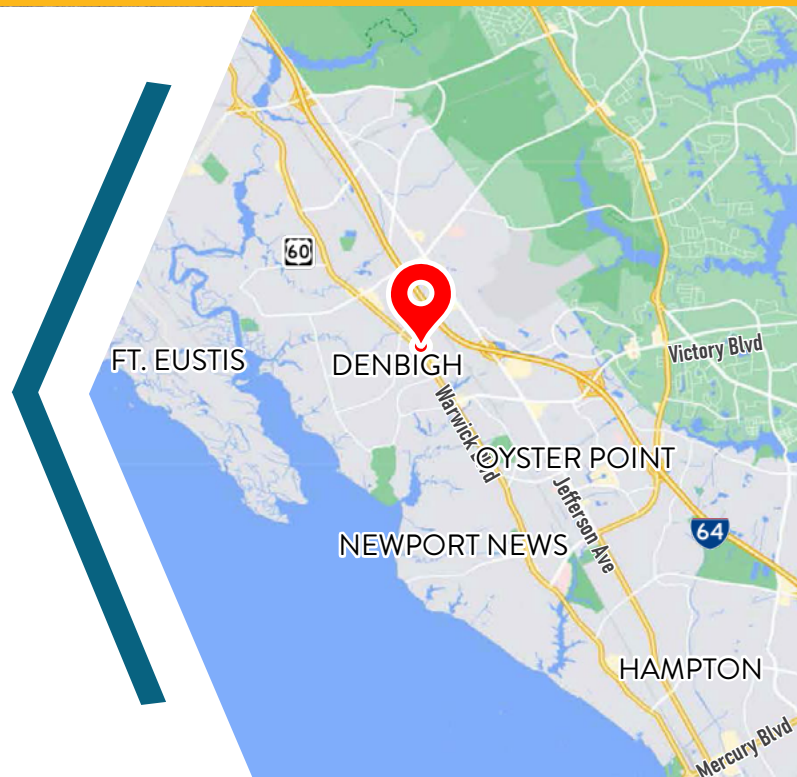 60
Victory Blvd
FT. EUSTIS
DENBIGH
Warwick Blvd
OYSTER POINT
Jefferson Ave
64
NEWPORT NEWS
HAMPTON
Mercury Blvd